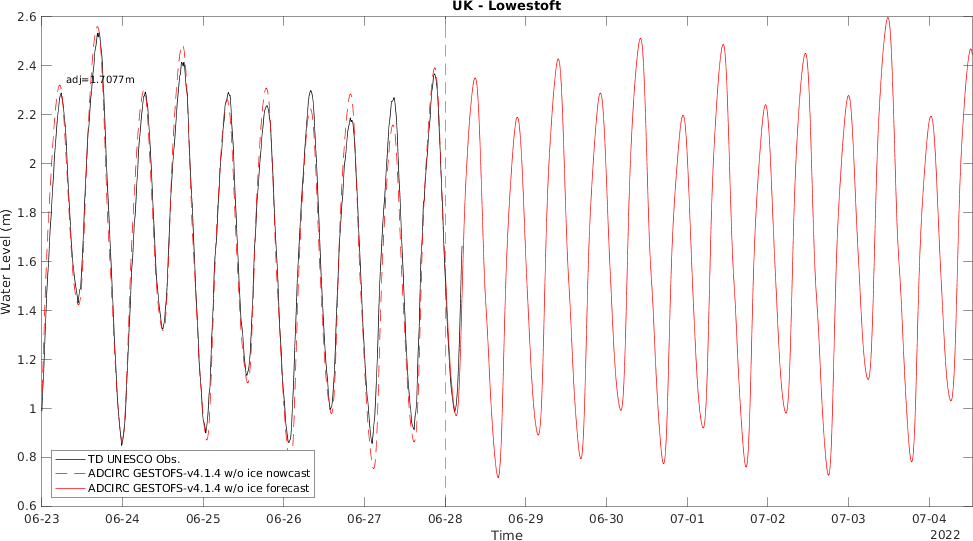 UK - Lowestoft
2.6
2.4
2.2
2
1.8
1.6
1.4
1.2
1
0.8
0.6
Water Level (m)
adj=1.7077m
TD UNESCO Obs.
ADCIRC GESTOFS-v4.1.4 w/o ice nowcast
ADCIRC GESTOFS-v4.1.4 w/o ice forecast
06-23 06-24 06-25 06-26 06-27 06-28 06-29 06-30 07-01 07-02 07-03 07-04
Time
2022